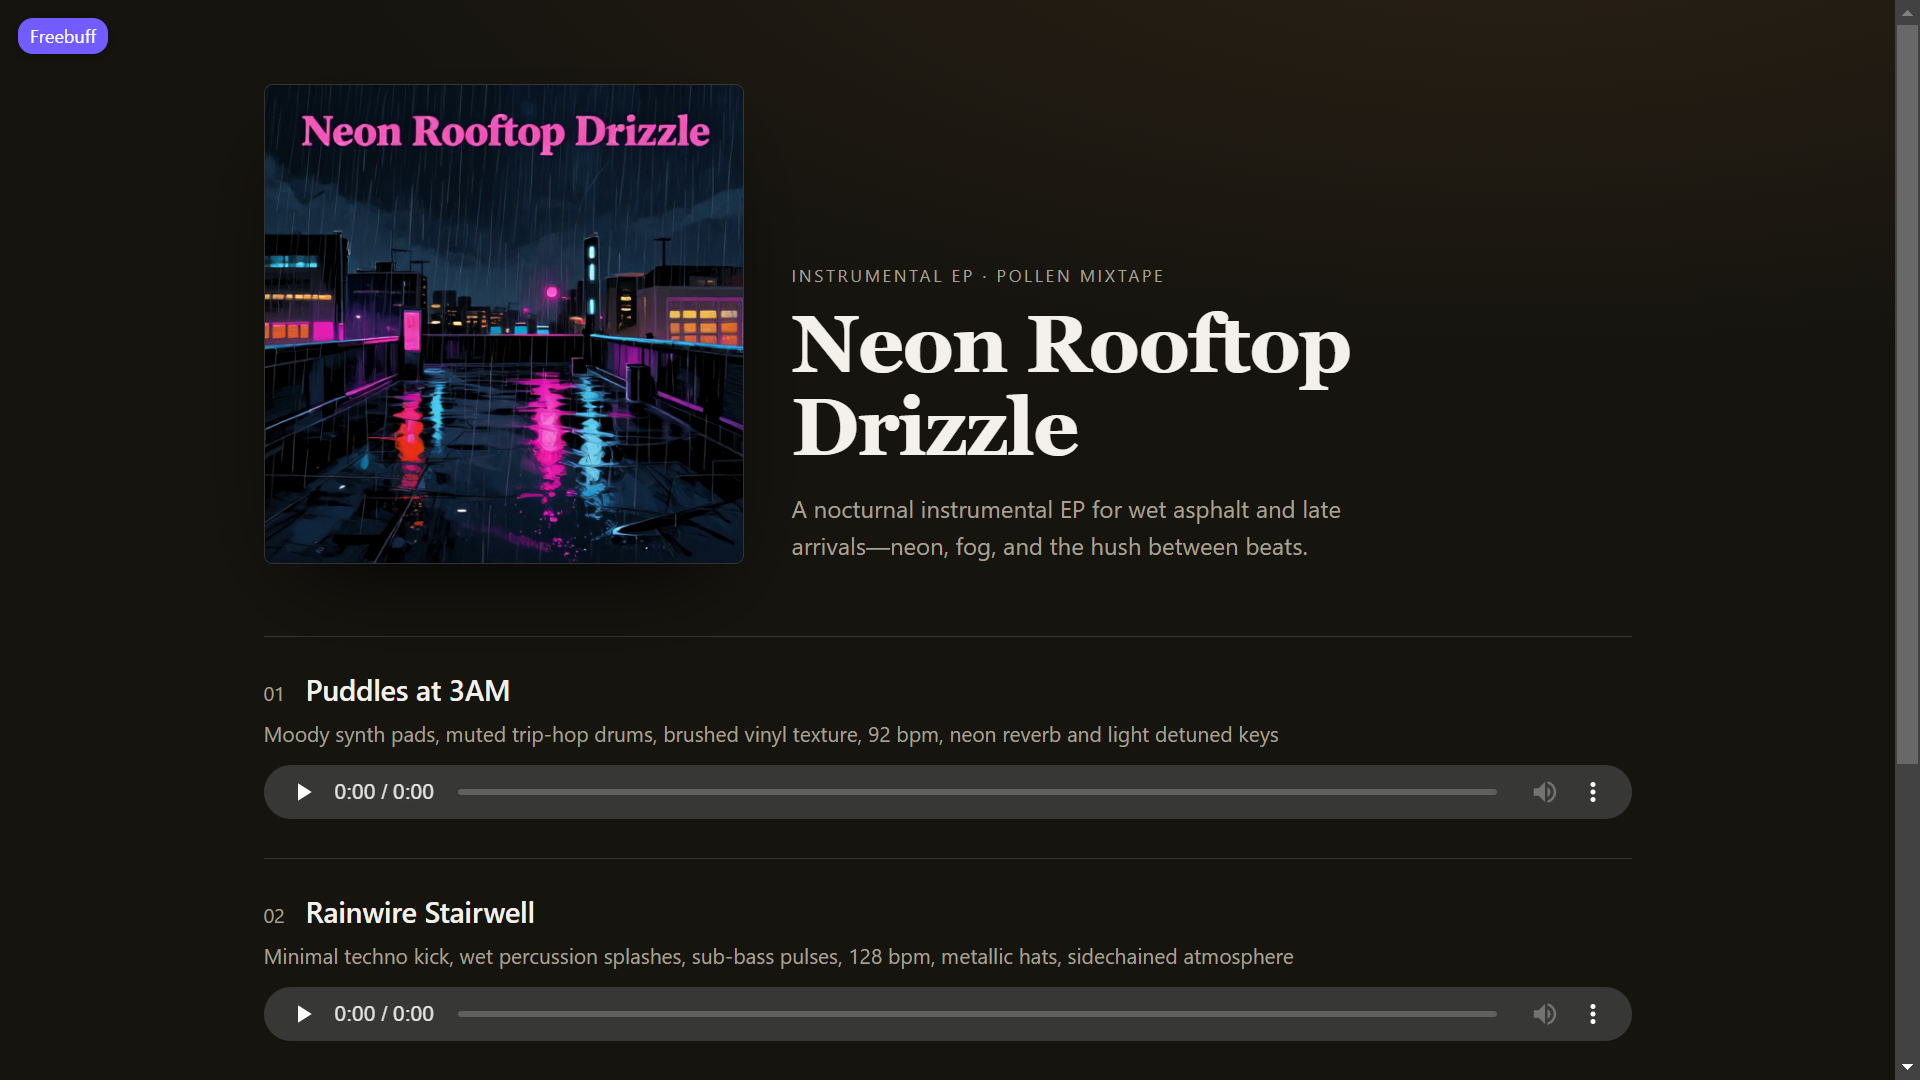 Freebuff
Neon Rooftop Drizzle
INSTRUMENTAL EP · POLLEN MIXTAPE
Neon Rooftop
Drizzle
A nocturnal instrumental EP for wet asphalt and late
arrivals—neon, fog, and the hush between beats.
01 Puddles at 3AM
Moody synth pads, muted trip-hop drums, brushed vinyl texture, 92 bpm, neon reverb and light detuned keys
0:00 / 0:00
02 Rainwire Stairwell
Minimal techno kick, wet percussion splashes, sub-bass pulses, 128 bpm, metallic hats, sidechained atmosphere
0:00 / 0:00